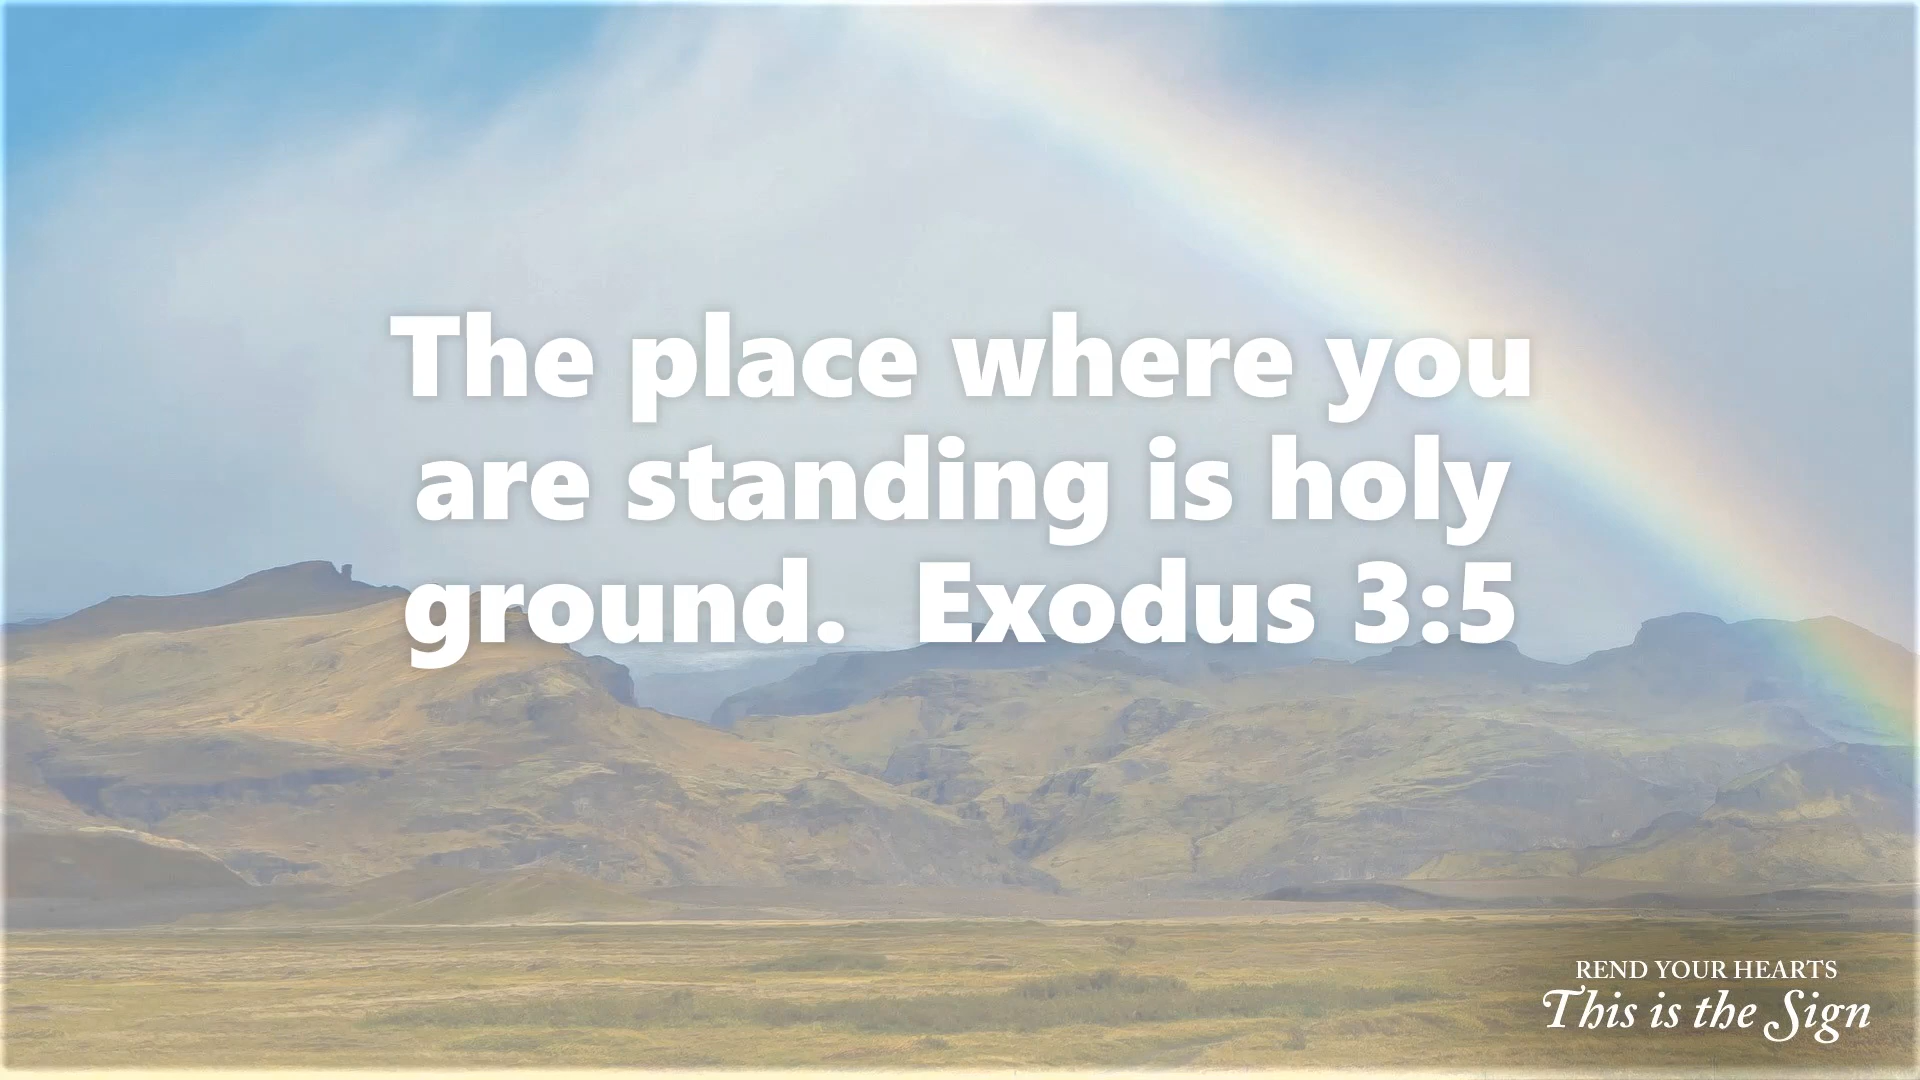 The place where you
are standing is holy
ground.  Exodus 3:5
REND YOUR HEARTS
This is the Sign